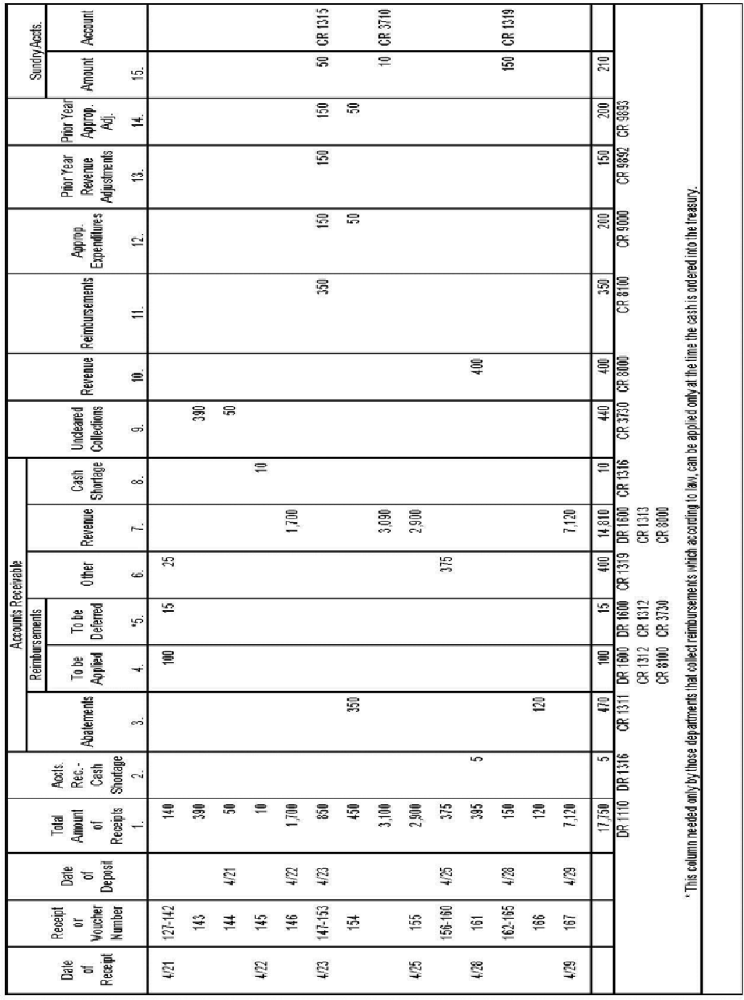 Accounts Receivable Sundry Accts.
Reimbursements
Date of Receipt | Receipt or Voucher Number | Date of Deposit | Total Amount of Receipts | Accts. Rec.- Cash Shortage | Abatements | To be Applied | To be Deferred | Other | Revenue | Cash Shortage | Uncleared Collections | Revenue | Reimbursements | Approp. Expenditures | Prior Year Revenue Adjustments | Prior Year Approp. Adj. | Amount | Account
1. 2. 3. 4. *5. 6. 7. 8. 9. 10. 11. 12. 13. 14. 15.
4/21 127-142 140 100 15 25
143 390 390
144 4/21 50 50
4/22 145 10 10
146 4/22 1,700 1,700
4/23 147-153 4/23 850 350 150 150 150 50 CR 1315
154 450 350 50 50
3,100 3,090 10 CR 3710
4/25 155 2,900 2,900
156-160 4/25 375 375
4/28 161 395 5 400
162-165 4/28 150 150 CR 1319
166 120 120
4/29 167 4/29 7,120 7,120
17,750 5 470 100 15 400 14,810 10 440 400 350 200 150 200 210
DR 1110 DR 1316 CR 1311 DR 1600 DR 1600 CR 1319 DR 1600 CR 1316 CR 3730 CR 8000 CR 8100 CR 9000 CR 9892 CR 9893
CR 1312 CR 1312 CR 1313
CR 8100 CR 3730 CR 8000
* This column needed only by those departments that collect reimbursements which according to law, can be applied only at the time the cash is ordered into the treasury.